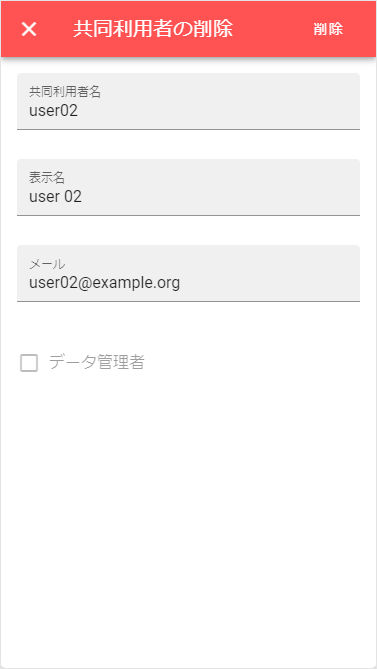 共同利用者の削除
削除
共同利用者名
user02
表示名
user 02
メール
user02@example.org
データ管理者